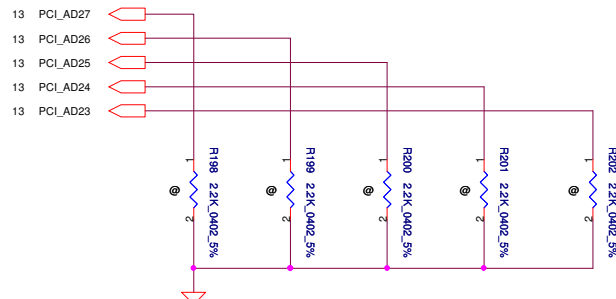 13 PCI_AD27
13 PCI_AD26
13 PCI_AD25
13 PCI_AD24
13 PCI_AD23
1 R198 2.2K_0402_5% @ 2
1 R199 2.2K_0402_5% @ 2
1 R200 2.2K_0402_5% @ 2
1 R201 2.2K_0402_5% @ 2
1 R202 2.2K_0402_5% @ 2